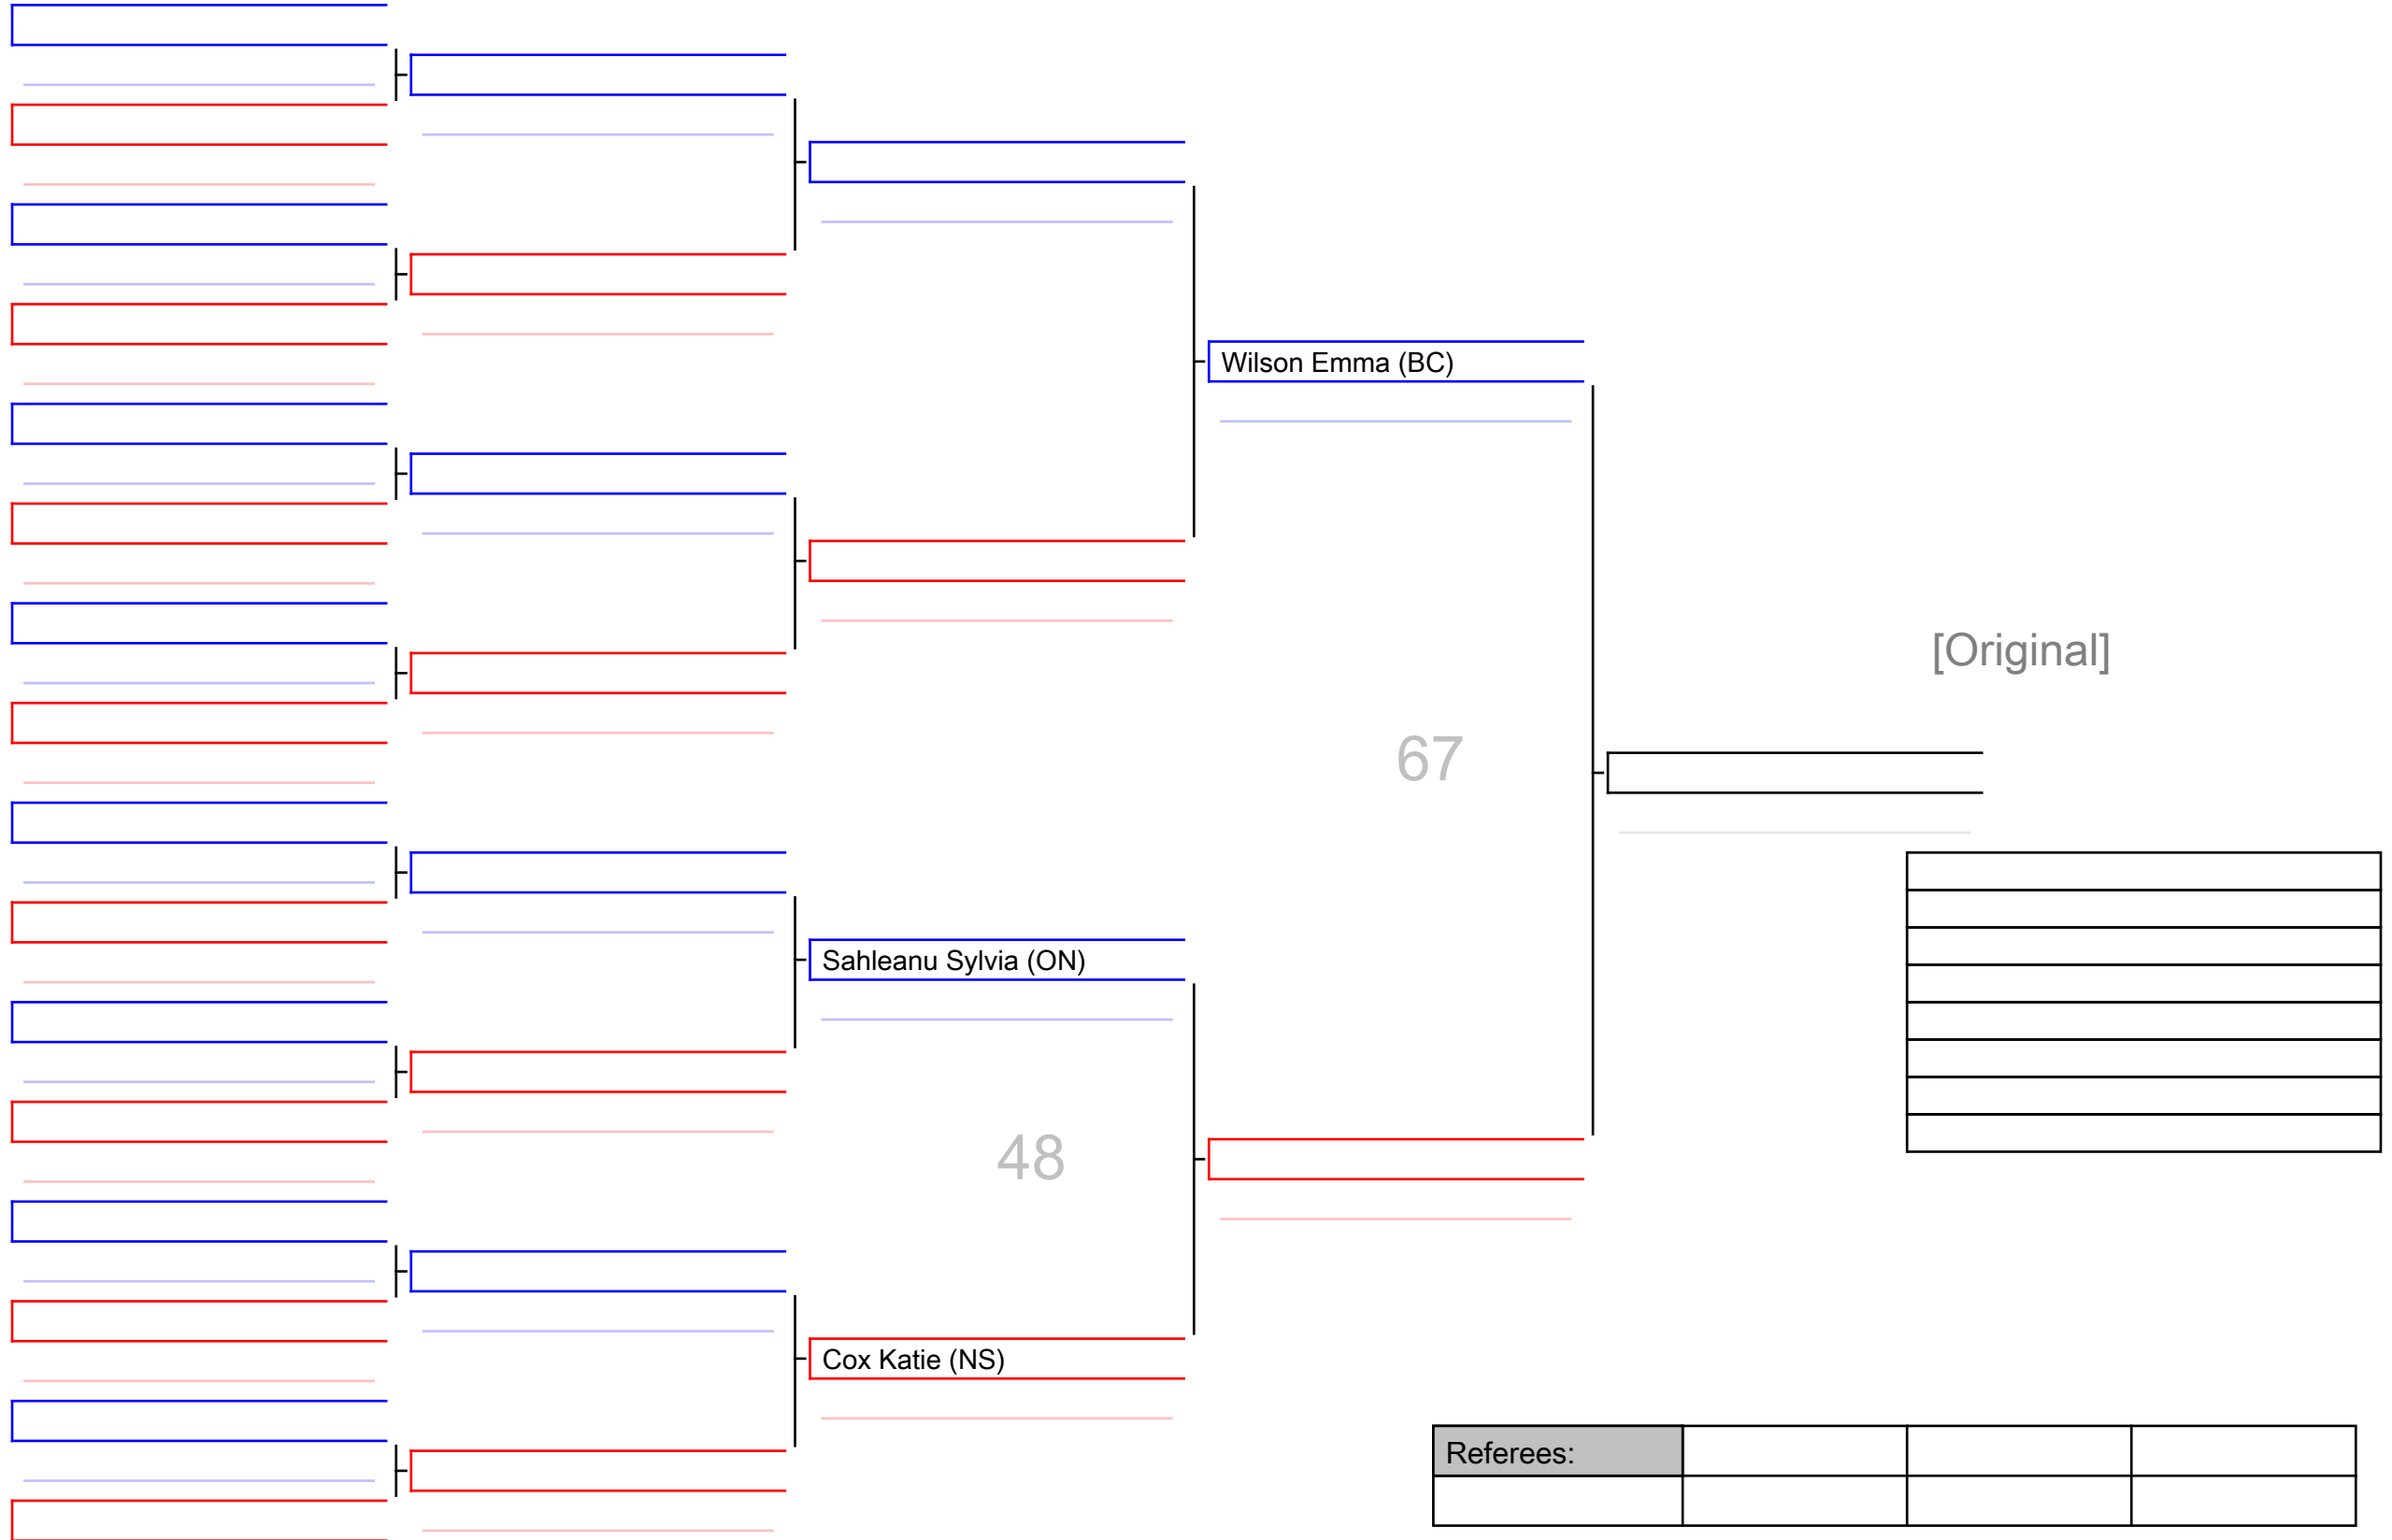 Wilson Emma (BC)
[Original]
67
Sahleanu Sylvia (ON)
48
Cox Katie (NS)
Referees: